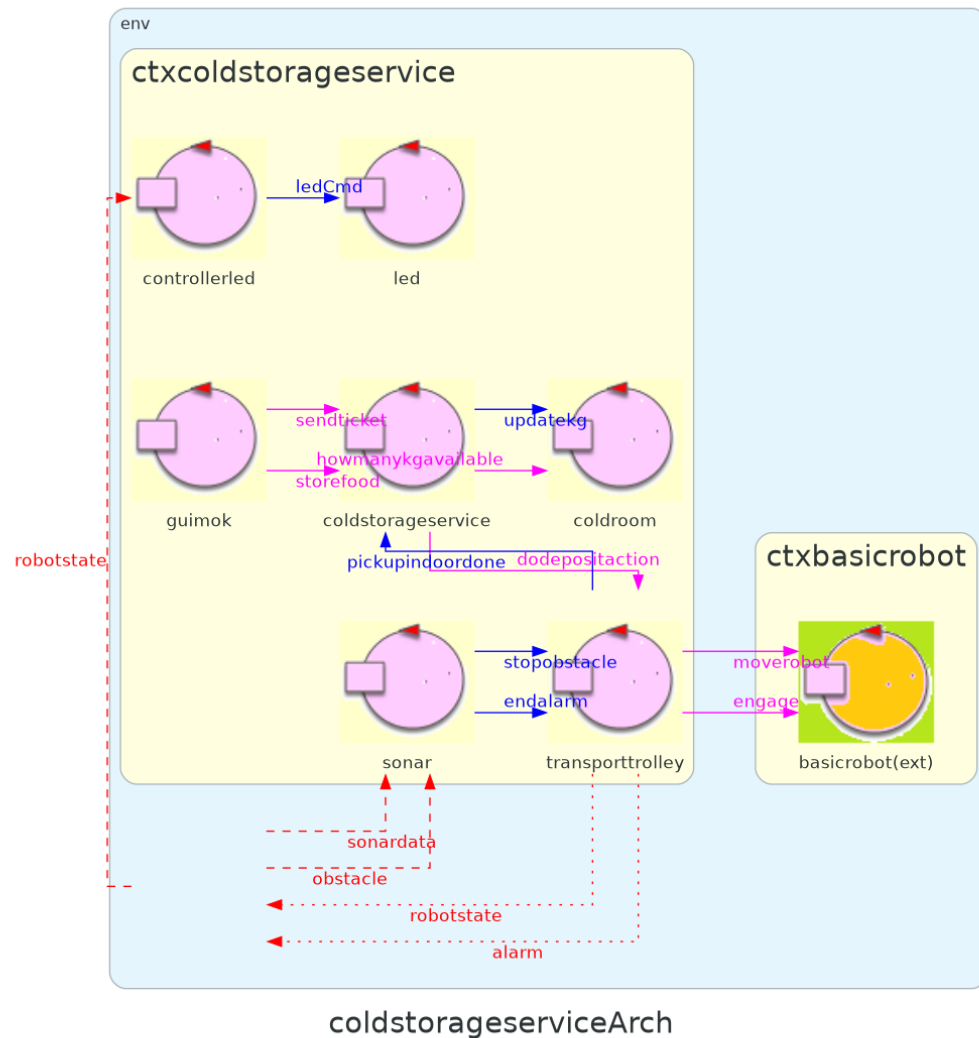 env
ctxcoldstorageservice
ledCmd
controllerled
led
sendticket
updatekg
howmanykgavailable
storefood
guimok
coldstorageservice
coldroom
robotstate
pickupindoordone
dodepositaction
ctxbasicrobot
stopobstacle
moverobot
endalarm
engage
sonar
transporttrolley
basicrobot(ext)
sonardata
obstacle
robotstate
alarm
coldstorageserviceArch